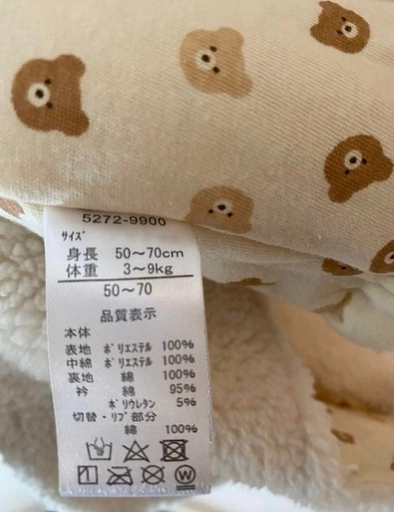 5272-9900
ｻｲｽﾞ
身長 50～70cm
体重 3～9kg
50～70
品質表示
本体
表地 ﾎﾟﾘｴｽﾃﾙ 100%
中綿 ﾎﾟﾘｴｽﾃﾙ 100%
裏地 綿 100%
衿 綿 95%
ﾎﾟﾘｳﾚﾀﾝ 5%
切替・ﾘﾌﾞ部分
綿 100%
W